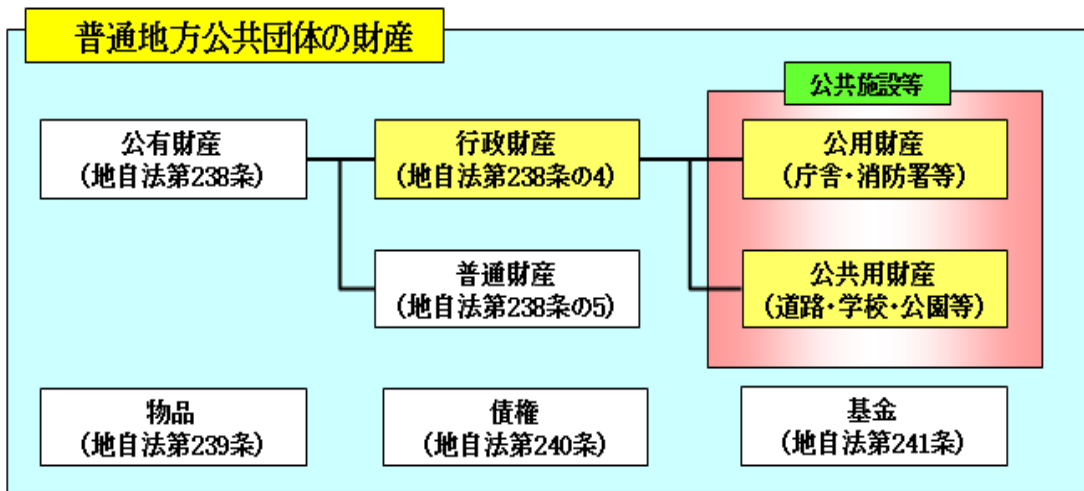 普通地方公共団体の財産
公共施設等
公有財産
(地自法第238条)
行政財産
(地自法第238条の4)
公用財産
(庁舎・消防署等)
普通財産
(地自法第238条の5)
公共用財産
(道路・学校・公園等)
物品
(地自法第239条)
債権
(地自法第240条)
基金
(地自法第241条)